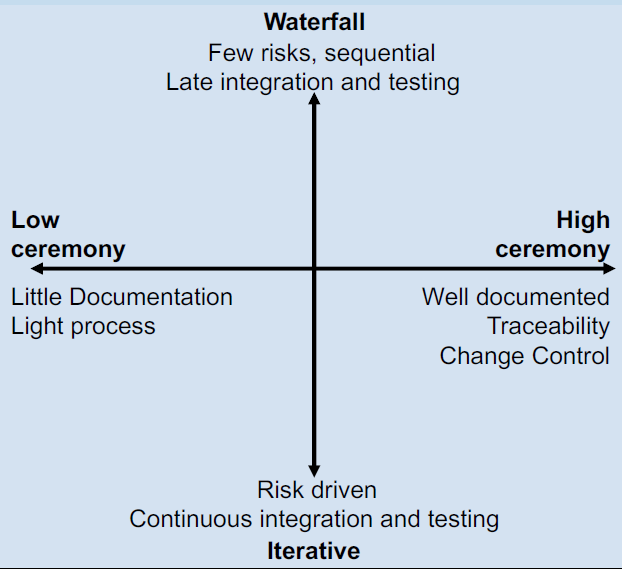 Waterfall
Few risks, sequential
Late integration and testing
Low
ceremony
High
ceremony
Little Documentation
Light process
Well documented
Traceability
Change Control
Risk driven
Continuous integration and testing
Iterative